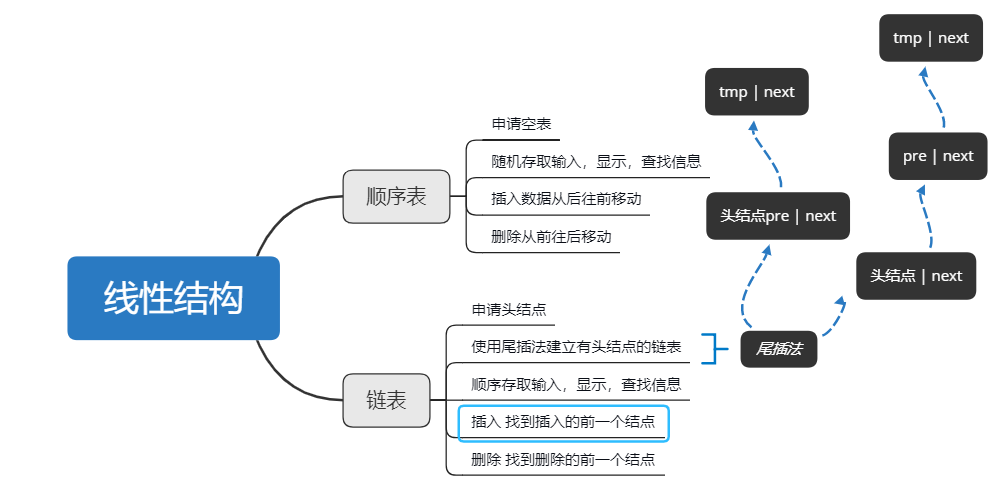 线性结构
顺序表
申请空表
随机存取输入，显示，查找信息
插入数据从后往前移动
删除从前往后移动
链表
申请头结点
使用尾插法建立有头结点的链表
顺序存取输入，显示，查找信息
插入 找到插入的前一个结点
删除 找到删除的前一个结点
尾插法
头结点pre | next
tmp | next
头结点 | next
pre | next
tmp | next